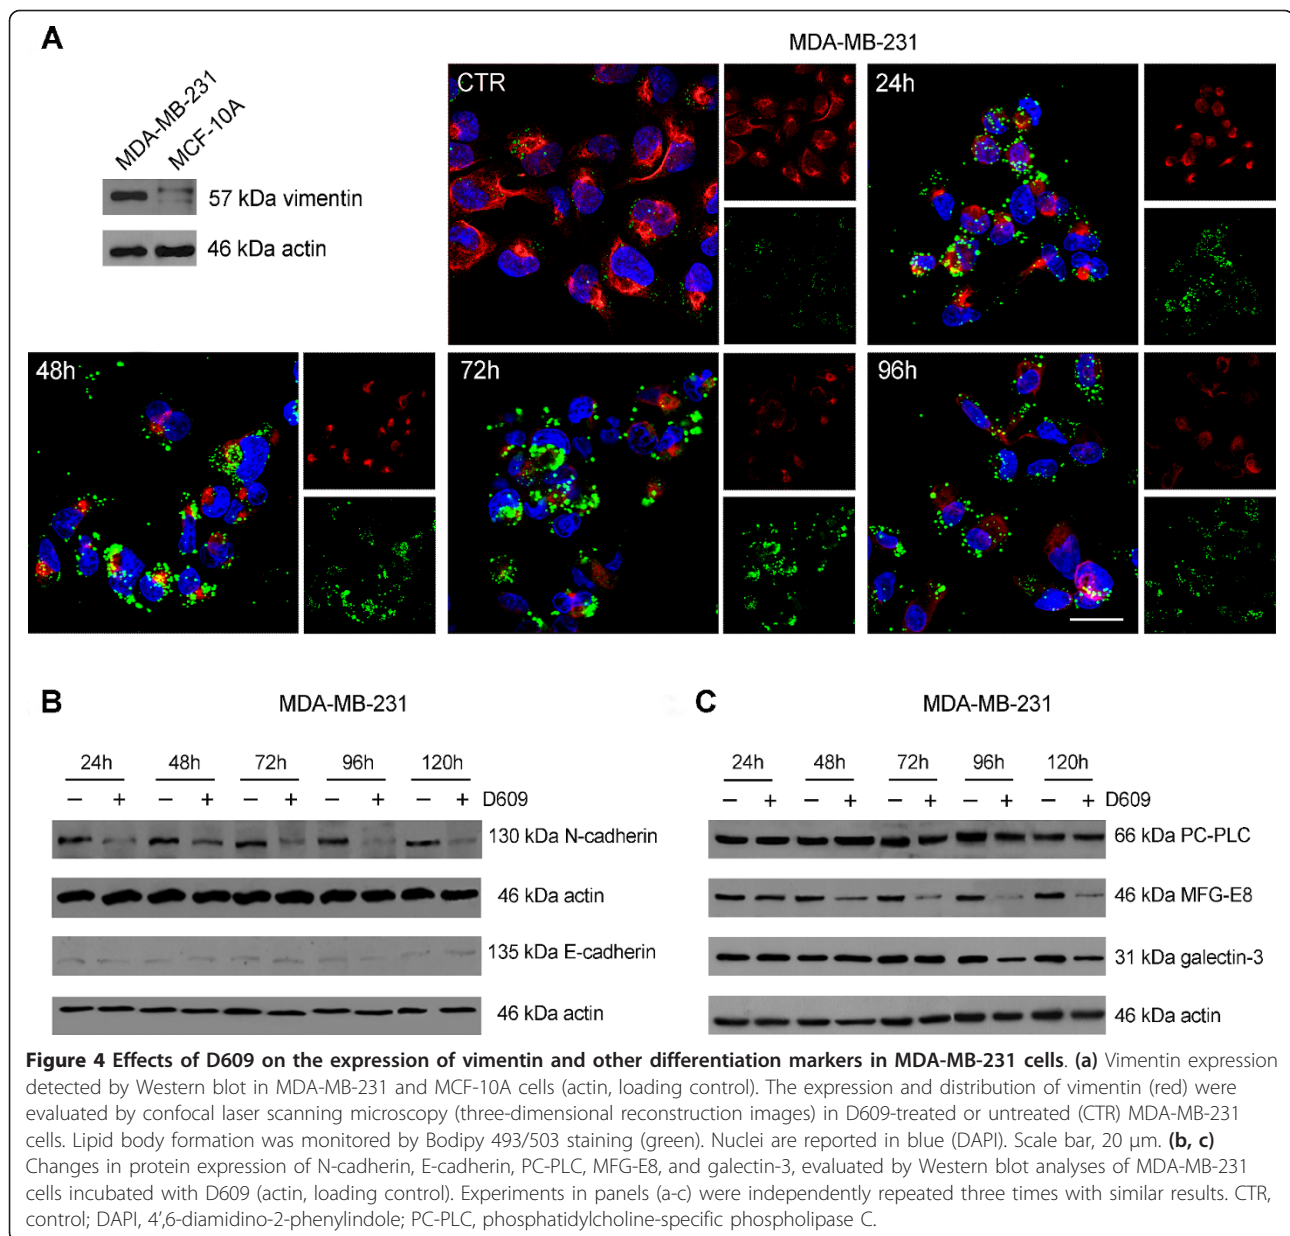 A
MDA-MB-231
MDA-MB-231
MCF-10A
57 kDa vimentin
46 kDa actin
CTR
24h
48h
72h
96h
B
MDA-MB-231
24h 48h 72h 96h 120h
− + − + − + − + − + D609
130 kDa N-cadherin
46 kDa actin
135 kDa E-cadherin
46 kDa actin
C
MDA-MB-231
24h 48h 72h 96h 120h
− + − + − + − + − + D609
66 kDa PC-PLC
46 kDa MFG-E8
31 kDa galectin-3
46 kDa actin
Figure 4 Effects of D609 on the expression of vimentin and other differentiation markers in MDA-MB-231 cells. (a) Vimentin expression
detected by Western blot in MDA-MB-231 and MCF-10A cells (actin, loading control). The expression and distribution of vimentin (red) were
evaluated by confocal laser scanning microscopy (three-dimensional reconstruction images) in D609-treated or untreated (CTR) MDA-MB-231
cells. Lipid body formation was monitored by Bodipy 493/503 staining (green). Nuclei are reported in blue (DAPI). Scale bar, 20 μm. (b, c)
Changes in protein expression of N-cadherin, E-cadherin, PC-PLC, MFG-E8, and galectin-3, evaluated by Western blot analyses of MDA-MB-231
cells incubated with D609 (actin, loading control). Experiments in panels (a-c) were independently repeated three times with similar results. CTR,
control; DAPI, 4′,6-diamidino-2-phenylindole; PC-PLC, phosphatidylcholine-specific phospholipase C.